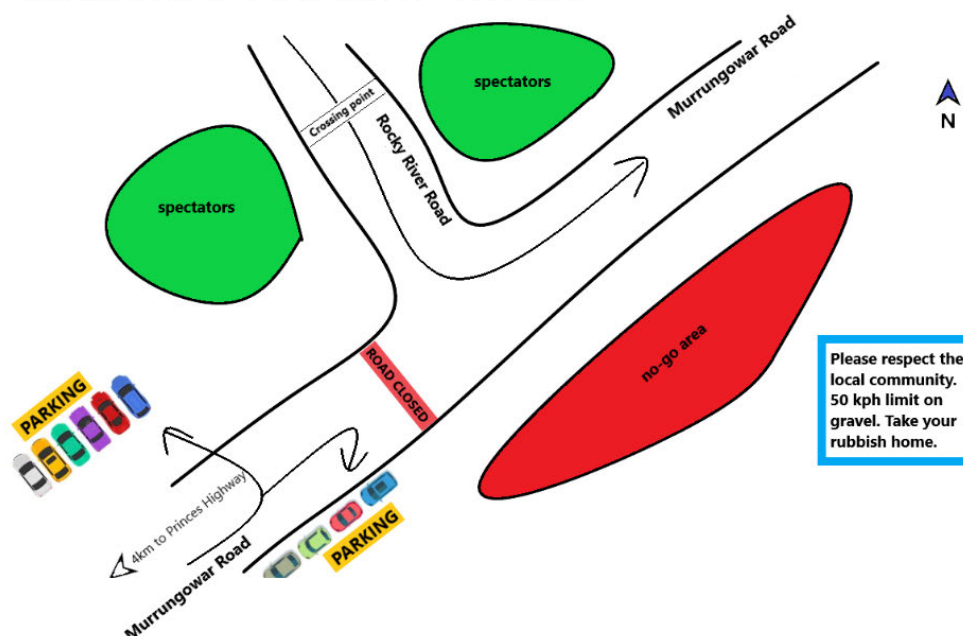 spectators
Murrungowar Road
Crossing point
Rocky River Road
N
spectators
no-go area
ROAD CLOSED
Please respect the
local community.
50 kph limit on
gravel. Take your
rubbish home.
PARKING
4km to Princes Highway
PARKING
Murrungowar Road